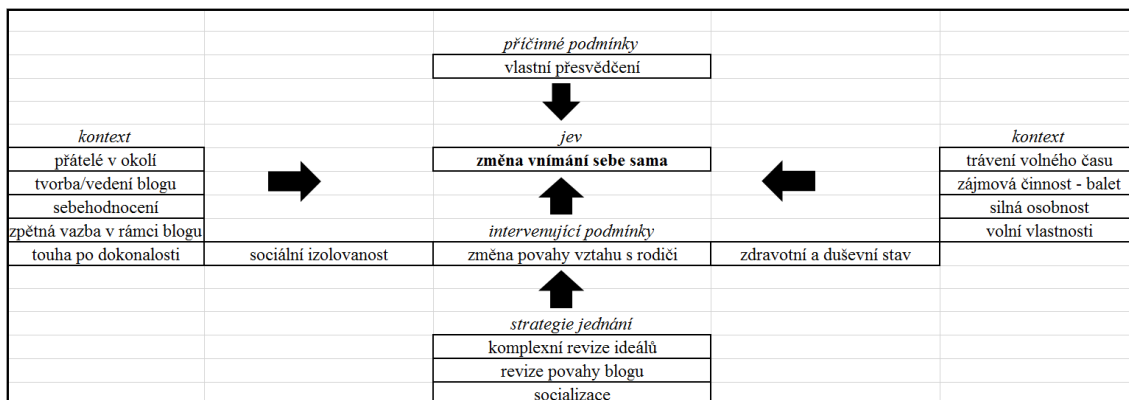 příčinné podmínky
vlastní přesvědčení
kontext
jev
kontext
přátelé v okolí
změna vnímání sebe sama
trávení volného času
tvorba/vedení blogu
zájmová činnost - balet
sebehodnocení
silná osobnost
zpětná vazba v rámci blogu
intervenující podmínky
volní vlastnosti
touha po dokonalosti
sociální izolovanost
změna povahy vztahu s rodiči
zdravotní a duševní stav
strategie jednání
komplexní revize ideálů
revize povahy blogu
socializace